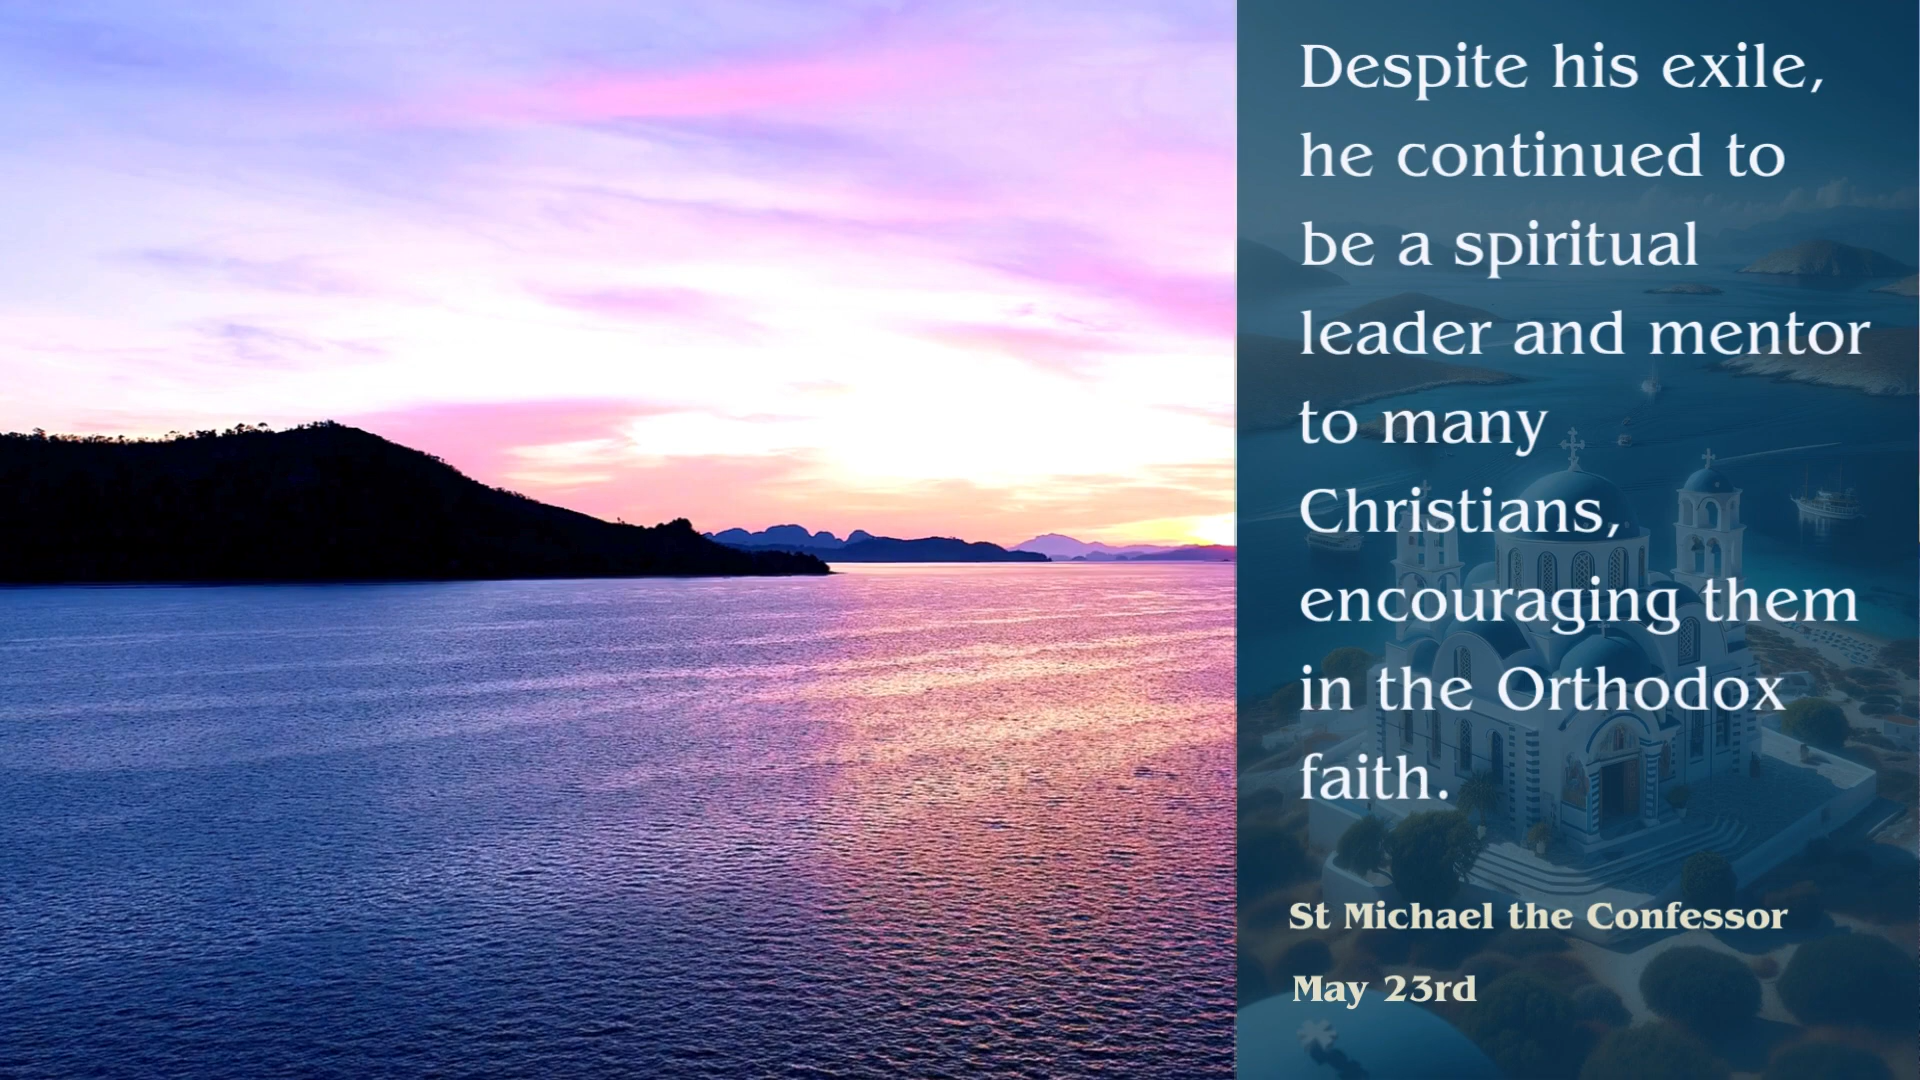 Despite his exile,
he continued to
be a spiritual
leader and mentor
to many
Christians,
encouraging them
in the Orthodox
faith.
St Michael the Confessor
May 23rd